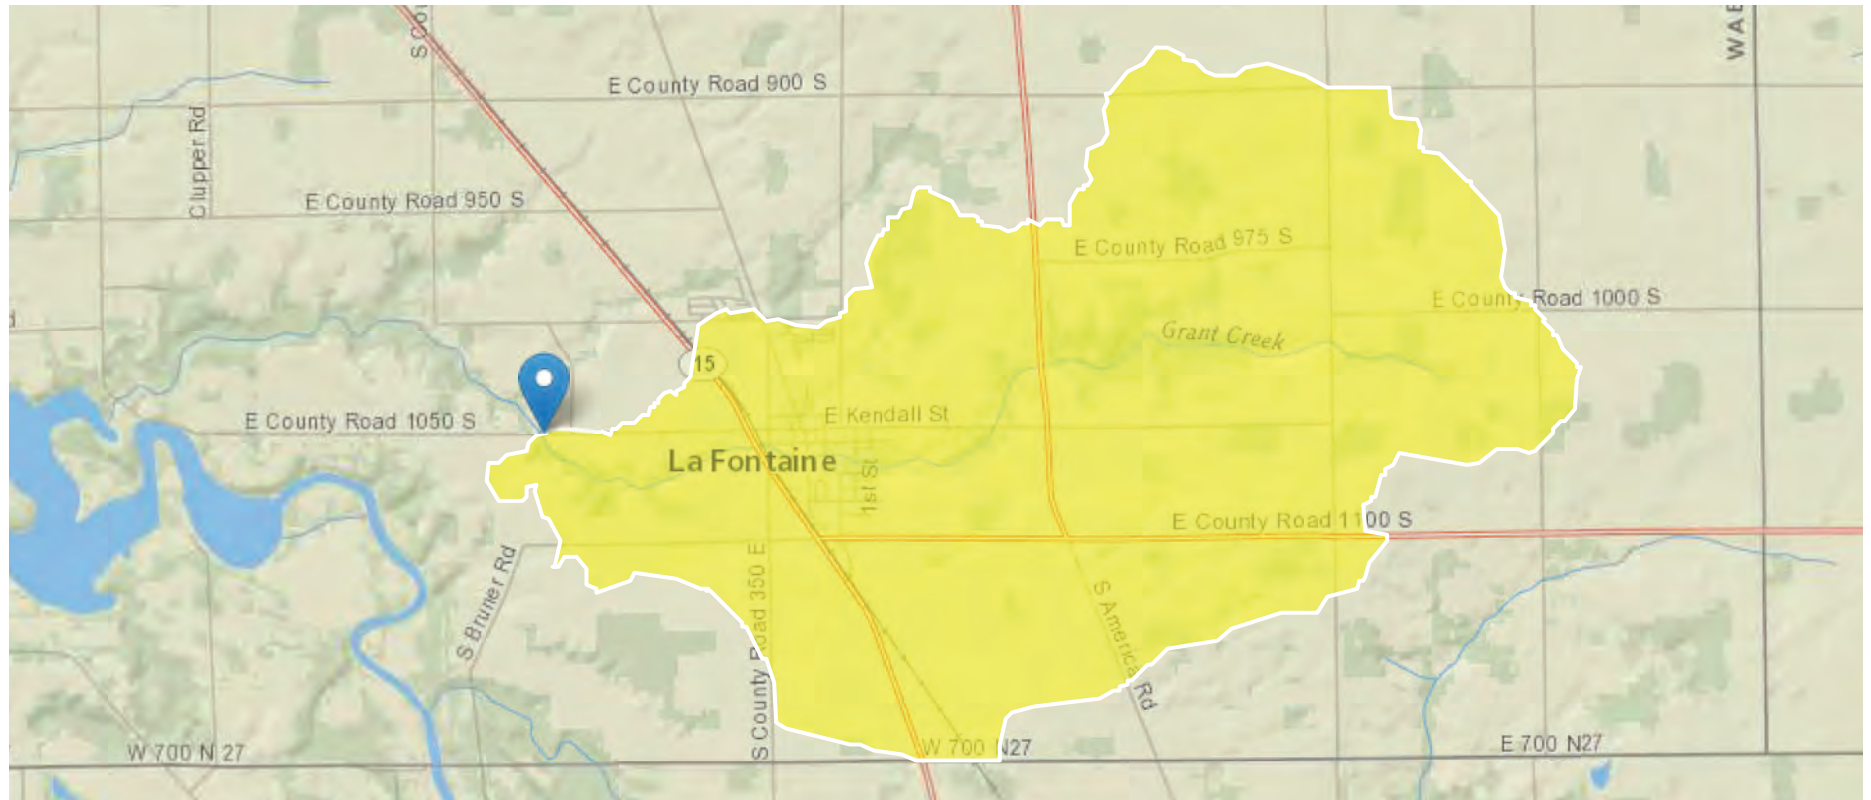 WAB
S Cou
E County Road 900 S
Clupper Rd
E County Road 950 S
E County Road 975 S
E County Road 1000 S
Grant Creek
15
E County Road 1050 S
E Kendall St
La Fontaine
1st St
E County Road 1100 S
S Bruner Rd
S County Road 350 E
S America Rd
W 700 N 27
W 700 N27
E 700 N27